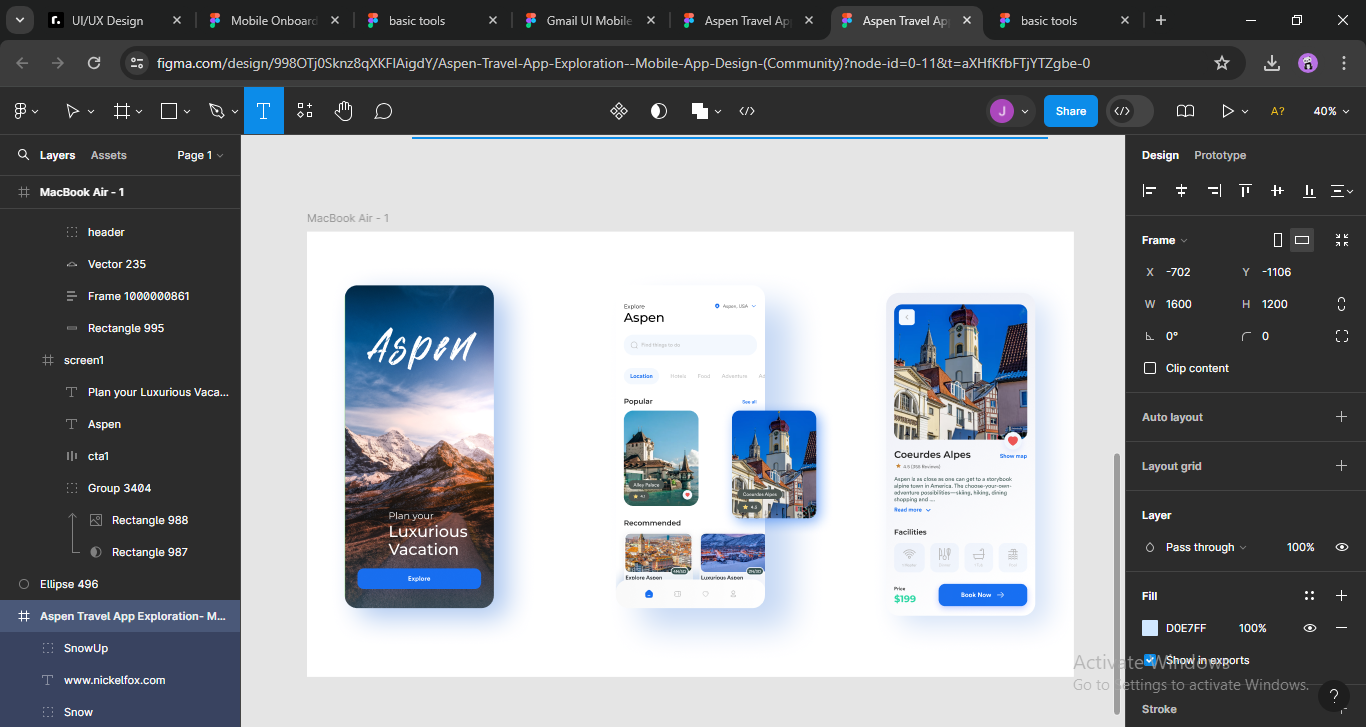 UI/UX Design
Mobile Onboard
basic tools
Gmail UI Mobile
Aspen Travel Ap
Aspen Travel Ap
basic tools
figma.com/design/998OTj0Sknz8qXKFlAigdY/Aspen-Travel-App-Exploration--Mobile-App-Design-(Community)?node-id=0-11&t=aXHfKfbFTjYTZgbe-0
J
Share
A?
40%
Layers
Assets
Page 1
MacBook Air - 1
header
Vector 235
Frame 1000000861
Rectangle 995
screen1
Plan your Luxurious Vaca...
Aspen
cta1
Group 3404
Rectangle 988
Rectangle 987
Ellipse 496
Aspen Travel App Exploration- M...
SnowUp
www.nickelfox.com
Snow
MacBook Air - 1
Aspen
Plan your
Luxurious
Vacation
Explore
Explore
Aspen, USA
Aspen
Find things to do
Location
Hotels
Food
Adventure
Popular
See all
Alley Palace
4.1
Coeurdes Alpes
4.5
Recommended
4N/5D
2N/3D
Explore Aspen
Luxurious Aspen
Coeurdes Alpes
Show map
4.5 (355 Reviews)
Aspen is as close as one can get to a storybook
alpine town in America. The choose-your-own-
adventure possibilities—skiing, hiking, dining
shopping and ...
Read more
Facilities
Price
$199
Book Now
Design
Prototype
Frame
X -702
Y -1106
W 1600
H 1200
0°
0
Clip content
Auto layout
Layout grid
Layer
Pass through
100%
Fill
D0E7FF
100%
Show in exports
Activate Windows
Go to Settings to activate Windows.
Stroke
?